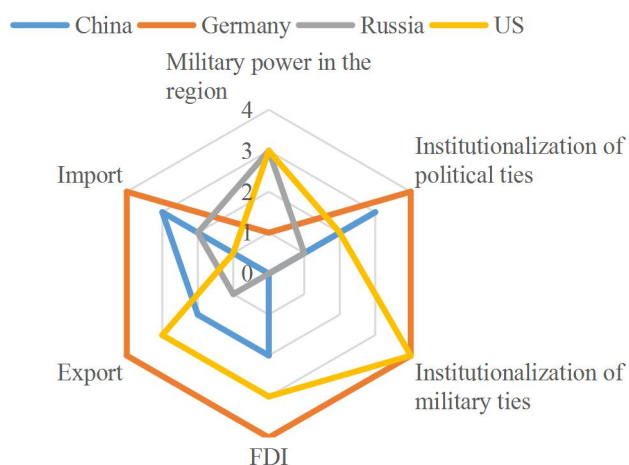 China Germany Russia US
Military power in the
region
4
3
2
1
0
Institutionalization of
political ties
Import
Export
Institutionalization of
military ties
FDI